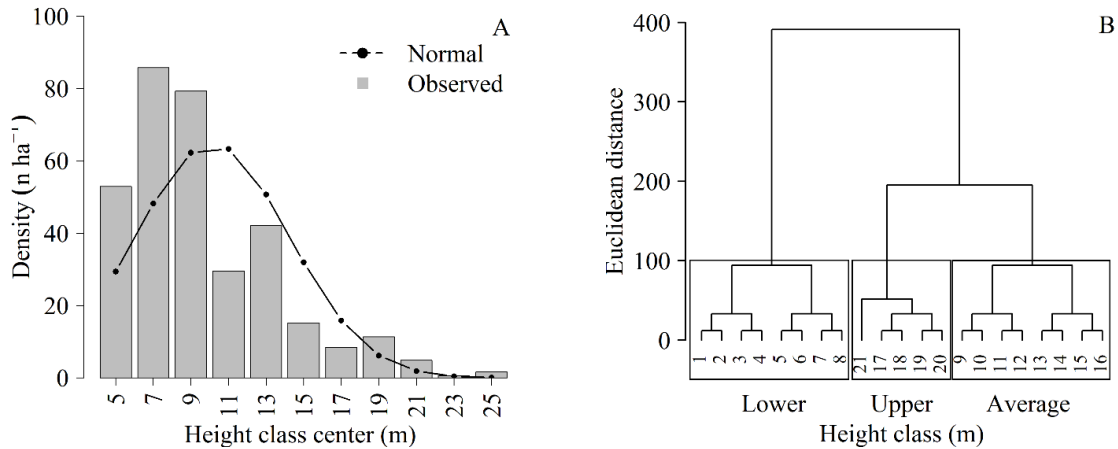 A
Normal
Observed
Density (n ha⁻¹)
100
80
60
40
20
0
5 7 9 11 13 15 17 19 21 23 25
Height class center (m)
B
Euclidean distance
400
300
200
100
0
1 2 3 4 5 6 7 8 21 17 18 19 20 9 10 11 12 13 14 15 16
Lower Upper Average
Height class (m)